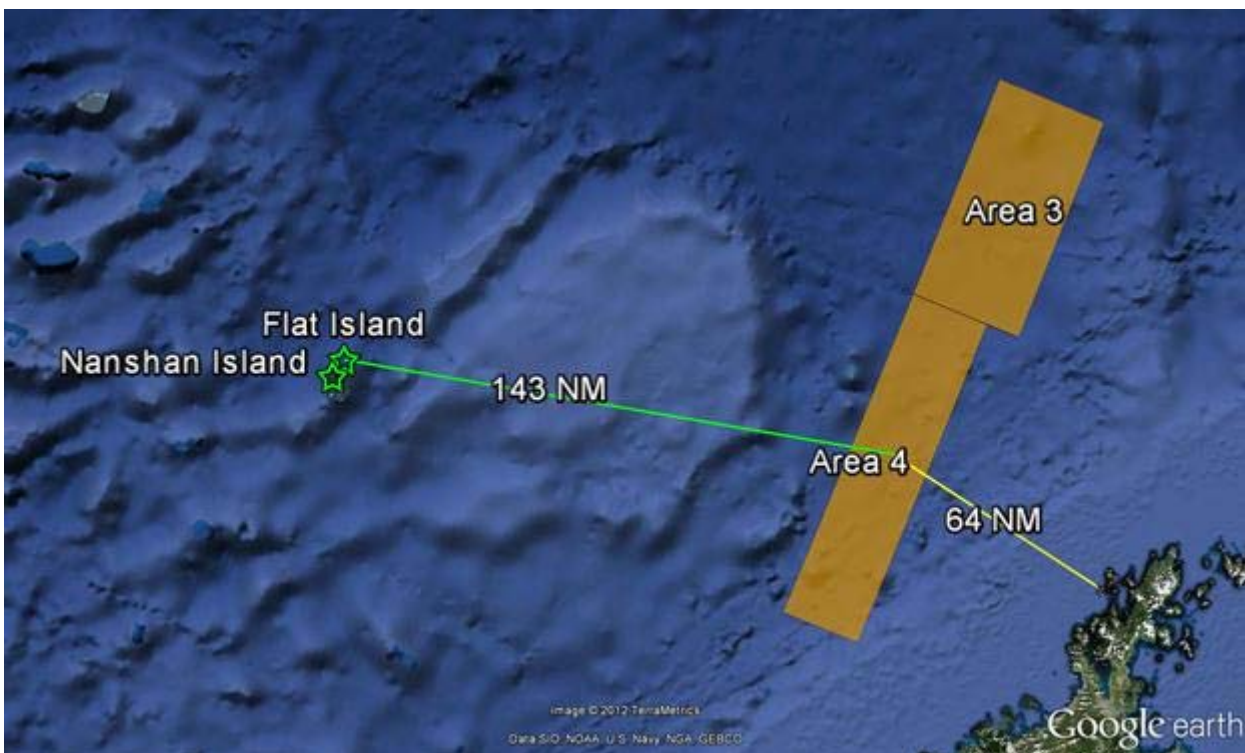 Area 3
Flat Island
Nanshan Island
143 NM
Area 4
64 NM
Image © 2012 TerraMetrics
Data SIO, NOAA, U.S. Navy, NGA, GEBCO
Google earth